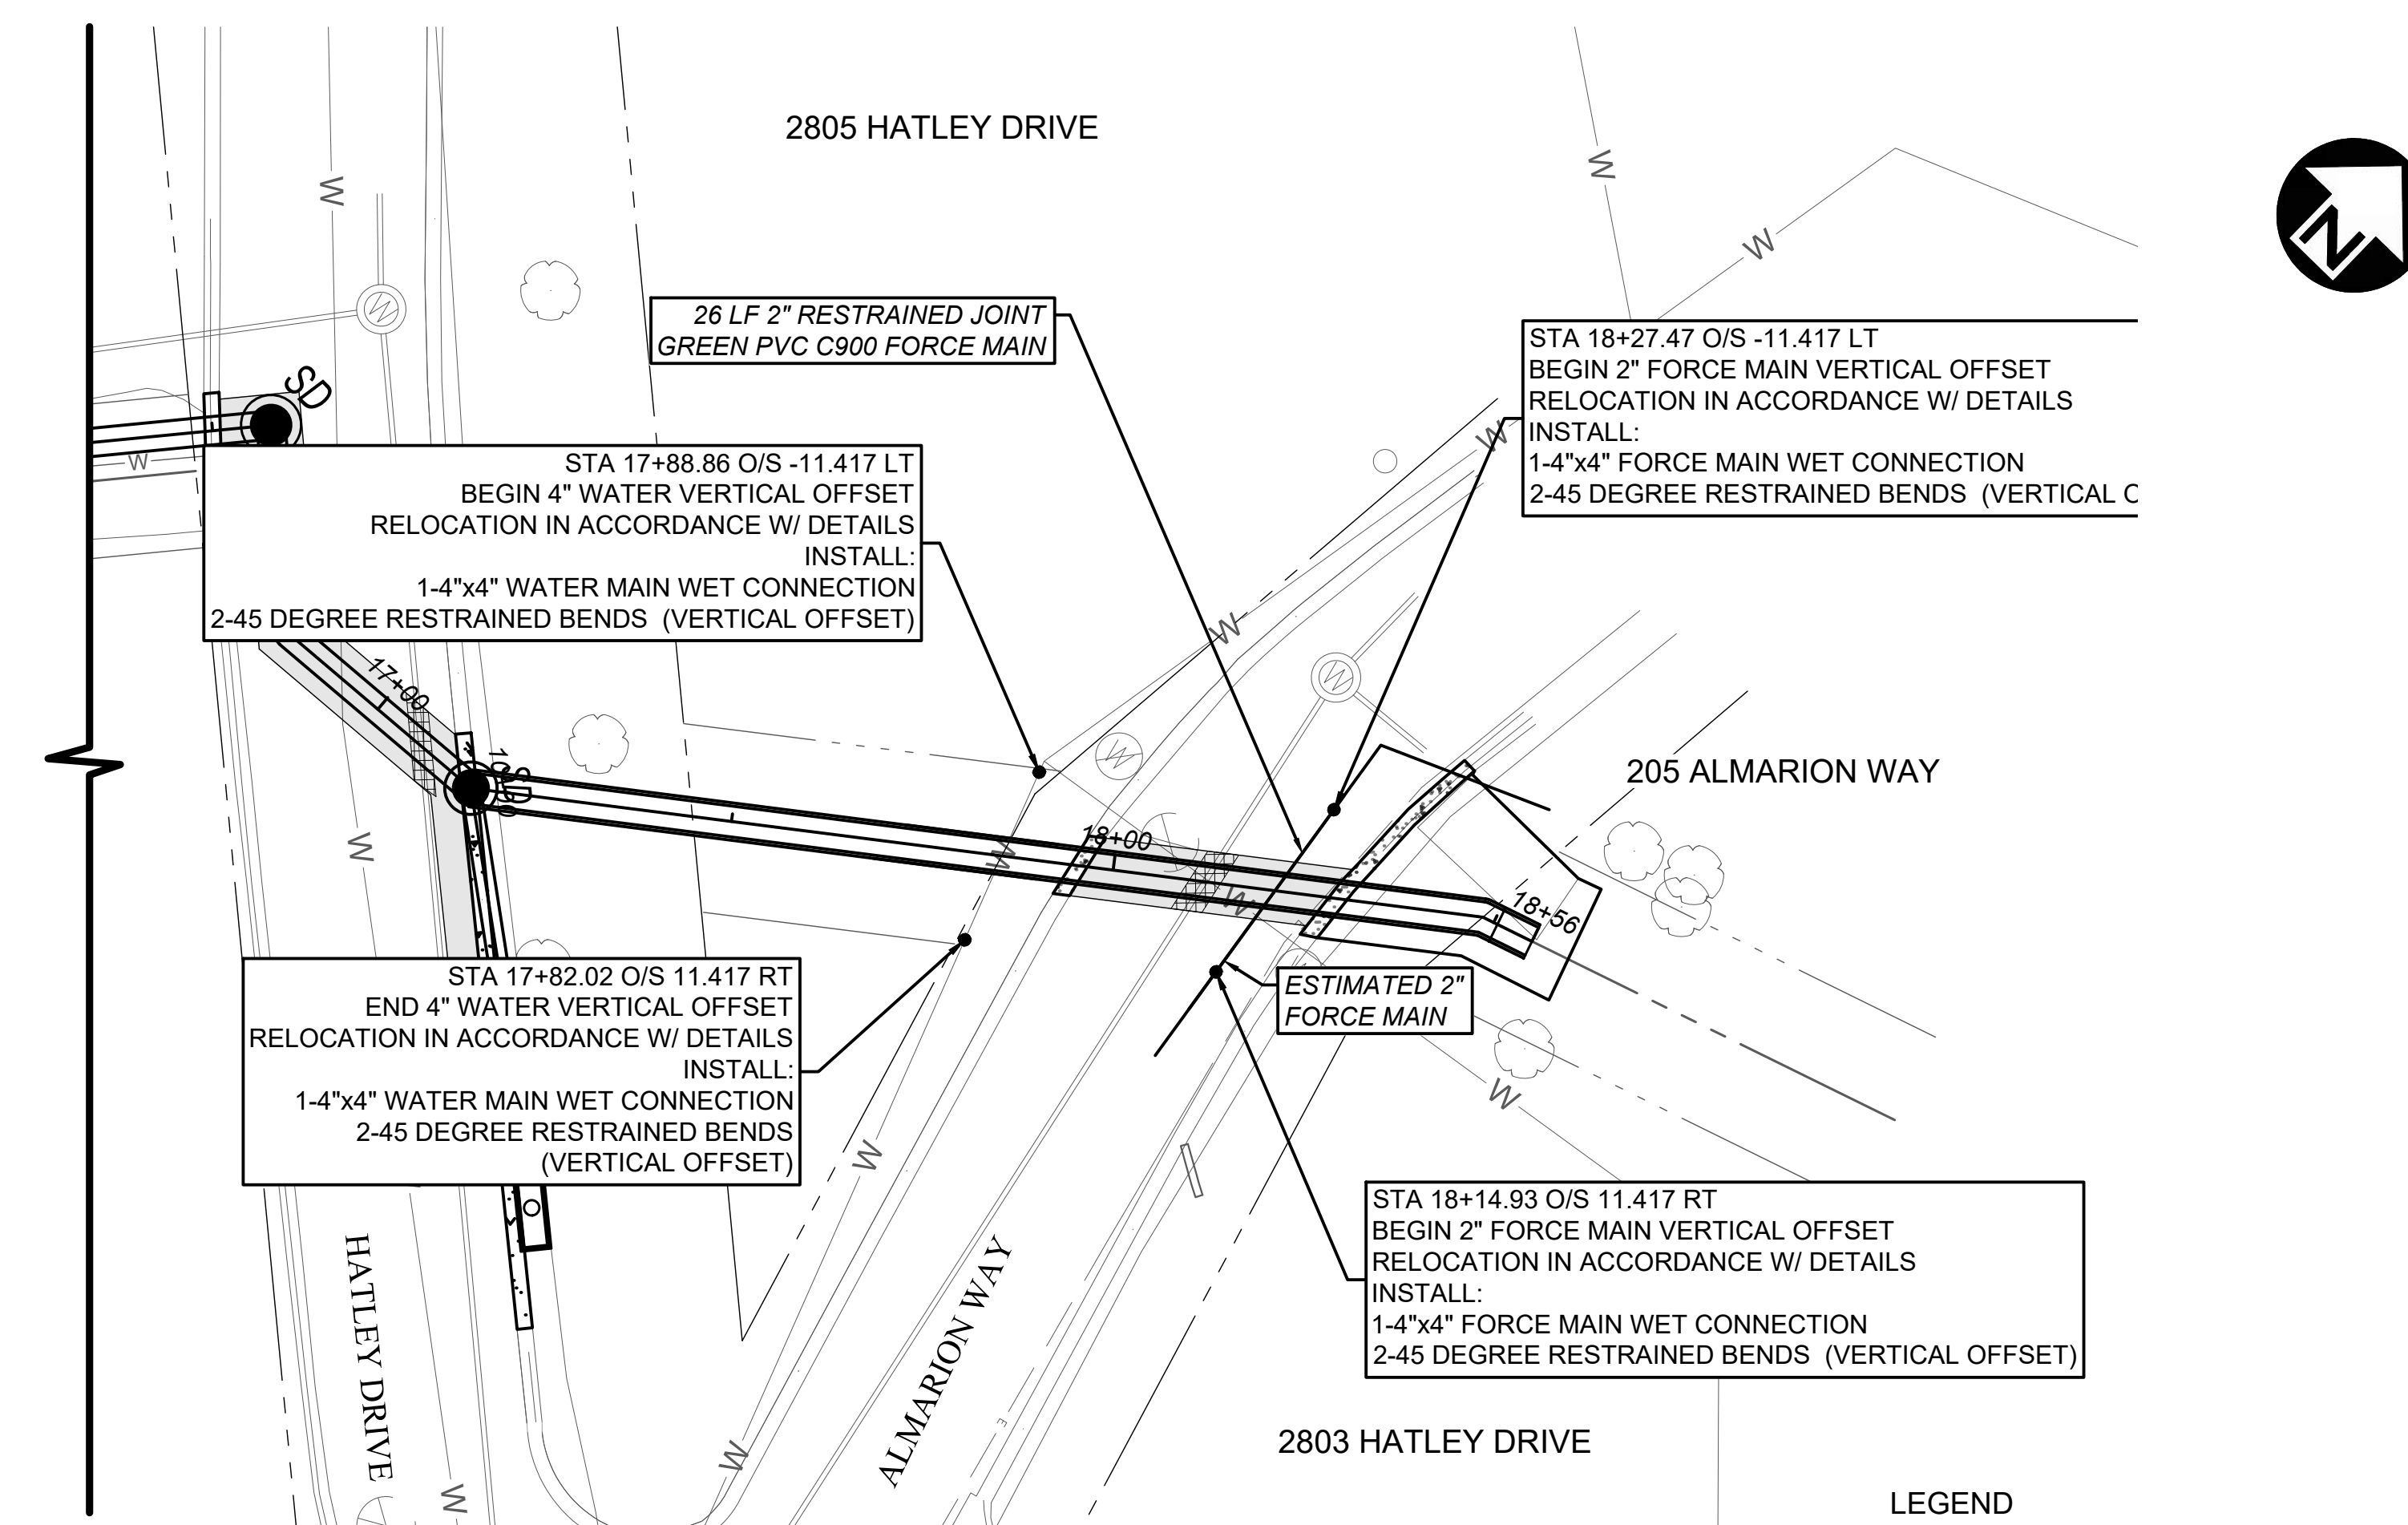 2805 HATLEY DRIVE
N
W
W
W
W
26 LF 2" RESTRAINED JOINT
GREEN PVC C900 FORCE MAIN
STA 18+27.47 O/S -11.417 LT
BEGIN 2" FORCE MAIN VERTICAL OFFSET
RELOCATION IN ACCORDANCE W/ DETAILS
INSTALL:
1-4"x4" FORCE MAIN WET CONNECTION
2-45 DEGREE RESTRAINED BENDS (VERTICAL
SD
W
W
STA 17+88.86 O/S -11.417 LT
BEGIN 4" WATER VERTICAL OFFSET
RELOCATION IN ACCORDANCE W/ DETAILS
INSTALL:
1-4"x4" WATER MAIN WET CONNECTION
2-45 DEGREE RESTRAINED BENDS (VERTICAL OFFSET)
W
W
17+00
W
205 ALMARION WAY
SD
W
18+00
W
W
18+56
STA 17+82.02 O/S 11.417 RT
END 4" WATER VERTICAL OFFSET
RELOCATION IN ACCORDANCE W/ DETAILS
INSTALL:
1-4"x4" WATER MAIN WET CONNECTION
2-45 DEGREE RESTRAINED BENDS
(VERTICAL OFFSET)
ESTIMATED 2"
FORCE MAIN
W
W
STA 18+14.93 O/S 11.417 RT
BEGIN 2" FORCE MAIN VERTICAL OFFSET
RELOCATION IN ACCORDANCE W/ DETAILS
INSTALL:
1-4"x4" FORCE MAIN WET CONNECTION
2-45 DEGREE RESTRAINED BENDS (VERTICAL OFFSET)
HATLEY DRIVE
ALMARION WAY
E
2803 HATLEY DRIVE
W
W
LEGEND